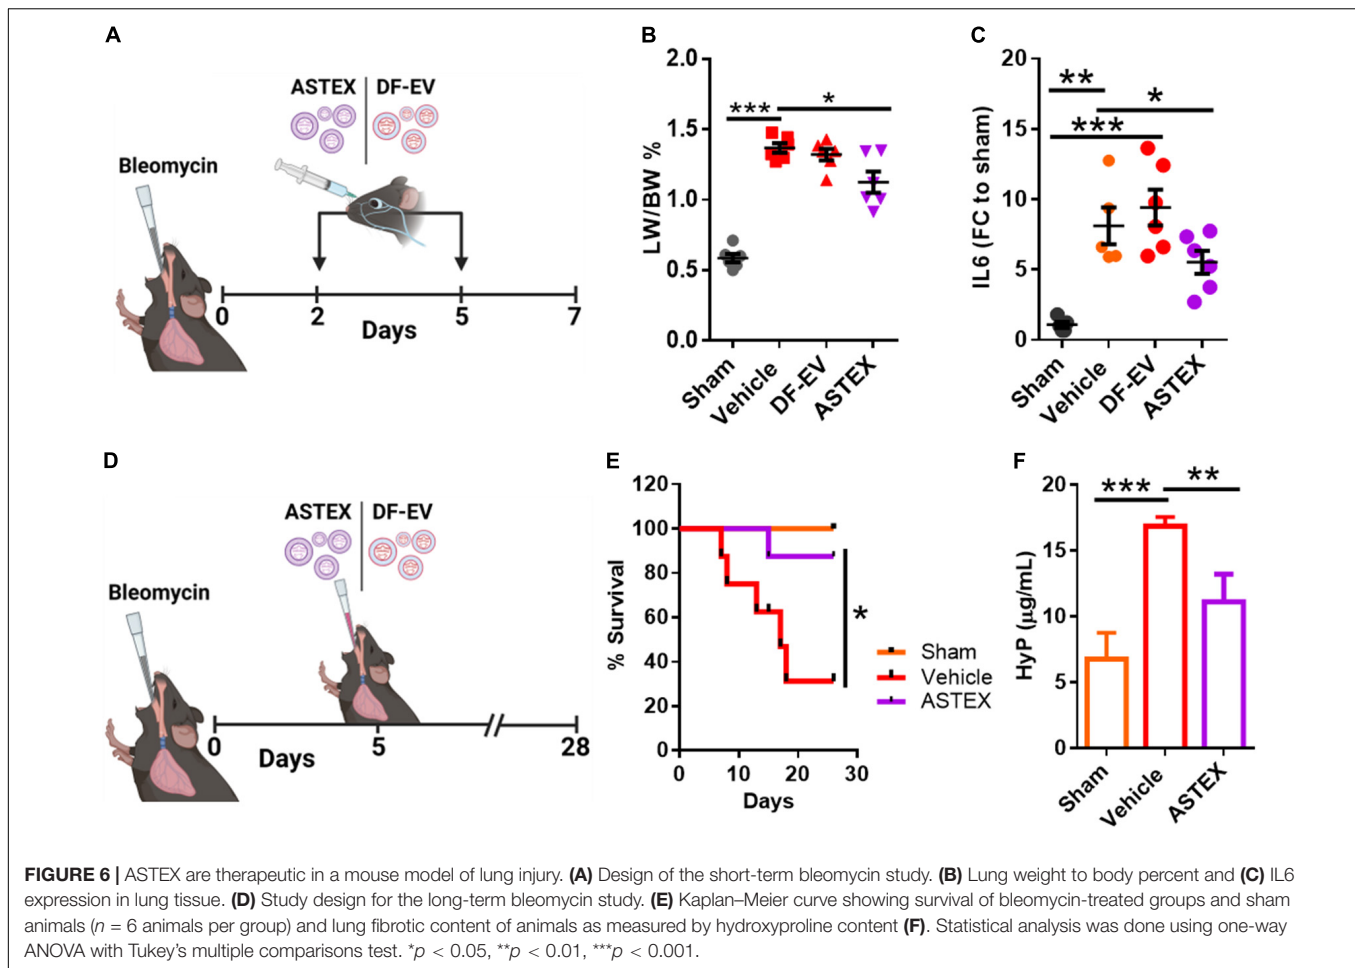 A
ASTEX DF-EV
Bleomycin
0 2 5 7
Days
B
LW/BW %
2.0
1.5
1.0
0.5
0.0
*** *
Sham Vehicle DF-EV ASTEX
C
IL6 (FC to sham)
20
15
10
5
0
** *
***
Sham Vehicle DF-EV ASTEX
D
ASTEX DF-EV
Bleomycin
0 5 28
Days
E
% Survival
120
100
80
60
40
20
0
0 10 20 30
Days
*
Sham
Vehicle
ASTEX
F
HyP (µg/mL)
20
15
10
5
0
*** **
Sham Vehicle ASTEX
FIGURE 6 | ASTEX are therapeutic in a mouse model of lung injury. (A) Design of the short-term bleomycin study. (B) Lung weight to body percent and (C) IL6
expression in lung tissue. (D) Study design for the long-term bleomycin study. (E) Kaplan–Meier curve showing survival of bleomycin-treated groups and sham
animals (n = 6 animals per group) and lung fibrotic content of animals as measured by hydroxyproline content (F). Statistical analysis was done using one-way
ANOVA with Tukey's multiple comparisons test. *p < 0.05, **p < 0.01, ***p < 0.001.